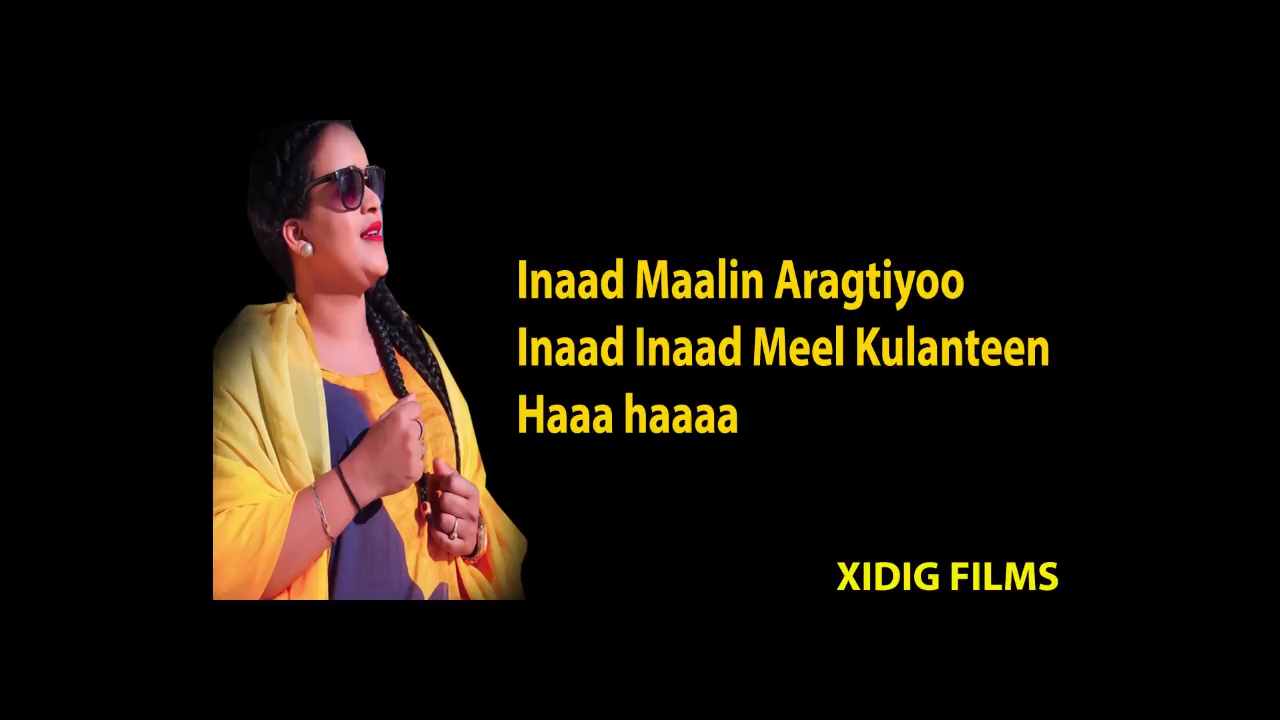 Inaad Maalin Aragtiyoo
Inaad Inaad Meel Kulanteen
Haaa haaaa
XIDIG FILMS